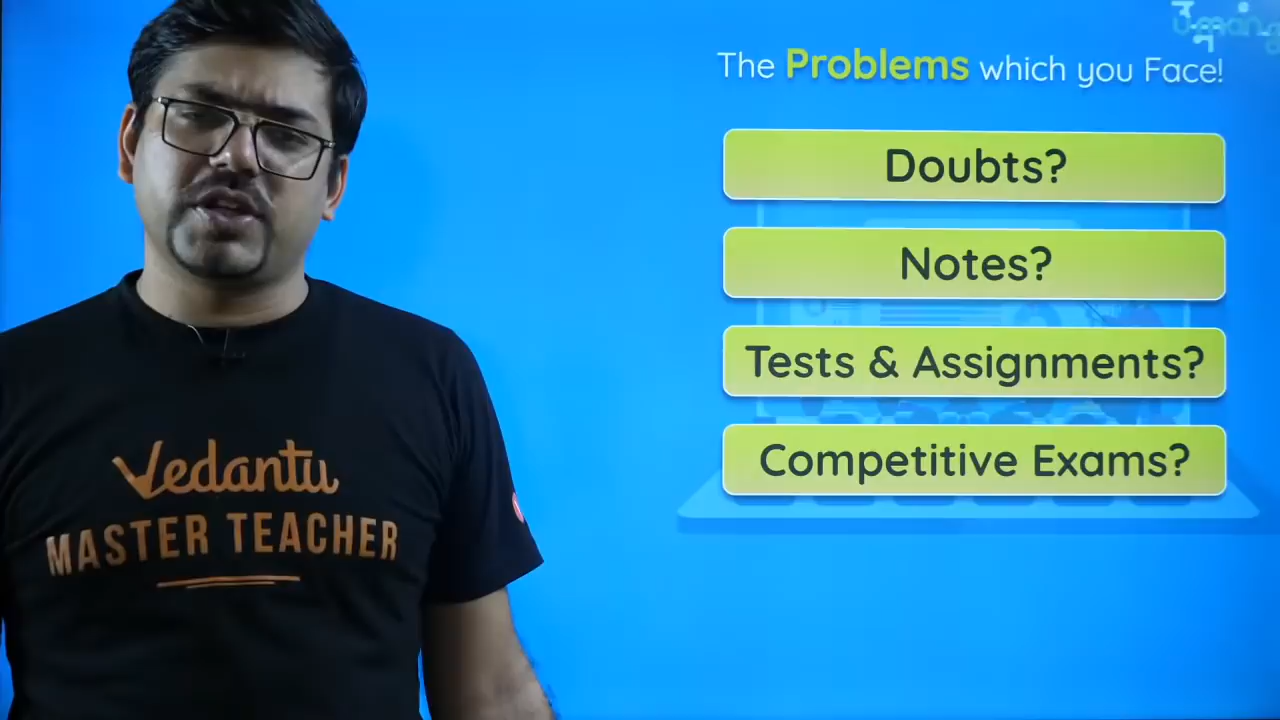 The Problems which you Face!
Doubts?
Notes?
Tests & Assignments?
Competitive Exams?
Vedantu
MASTER TEACHER